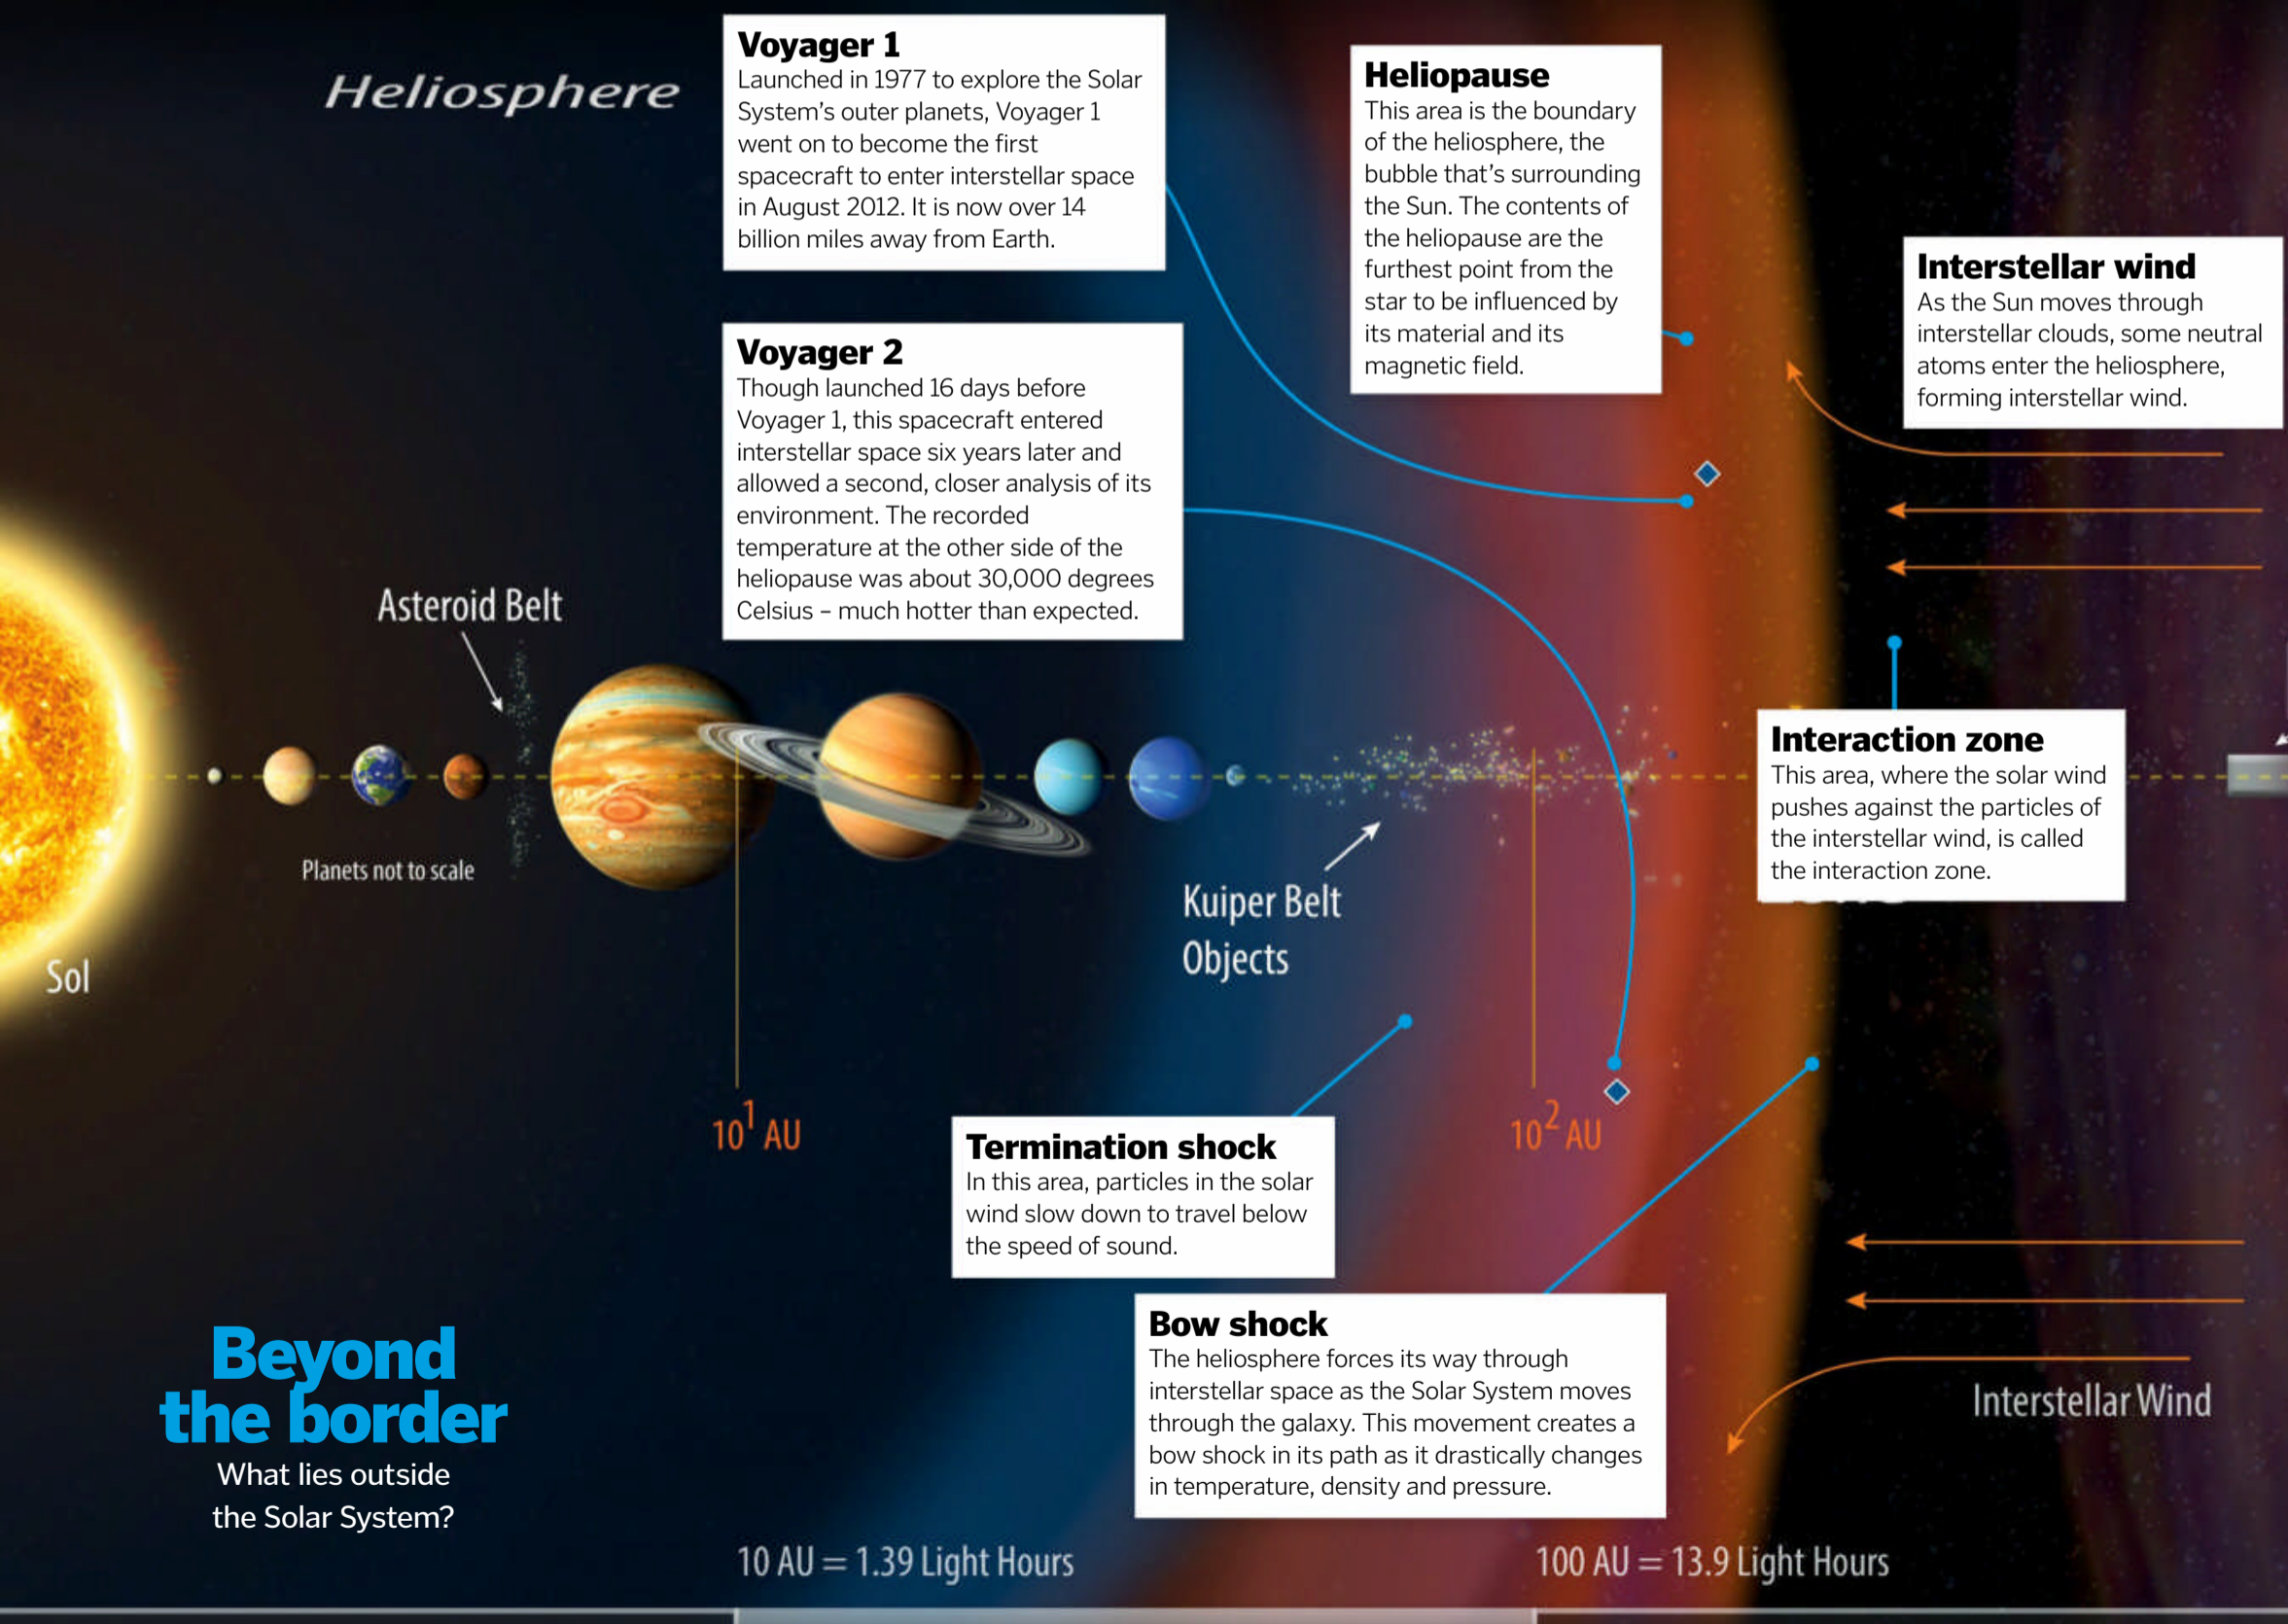 Heliosphere
Voyager 1
Launched in 1977 to explore the Solar
System’s outer planets, Voyager 1
went on to become the first
spacecraft to enter interstellar space
in August 2012. It is now over 14
billion miles away from Earth.
Heliopause
This area is the boundary
of the heliosphere, the
bubble that’s surrounding
the Sun. The contents of
the heliopause are the
furthest point from the
star to be influenced by
its material and its
magnetic field.
Interstellar wind
As the Sun moves through
interstellar clouds, some neutral
atoms enter the heliosphere,
forming interstellar wind.
Voyager 2
Though launched 16 days before
Voyager 1, this spacecraft entered
interstellar space six years later and
allowed a second, closer analysis of its
environment. The recorded
temperature at the other side of the
heliopause was about 30,000 degrees
Celsius – much hotter than expected.
Asteroid Belt
Planets not to scale
Sol
Kuiper Belt
Objects
Interaction zone
This area, where the solar wind
pushes against the particles of
the interstellar wind, is called
the interaction zone.
10¹ AU
10² AU
Termination shock
In this area, particles in the solar
wind slow down to travel below
the speed of sound.
Bow shock
The heliosphere forces its way through
interstellar space as the Solar System moves
through the galaxy. This movement creates a
bow shock in its path as it drastically changes
in temperature, density and pressure.
Interstellar Wind
Beyond
the border
What lies outside
the Solar System?
10 AU = 1.39 Light Hours
100 AU = 13.9 Light Hours